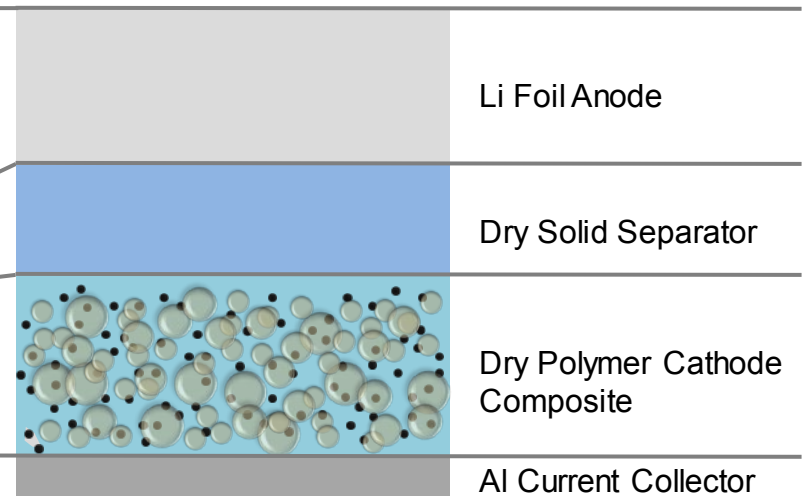 Li Foil Anode
Dry Solid Separator
Dry Polymer Cathode
Composite
Al Current Collector